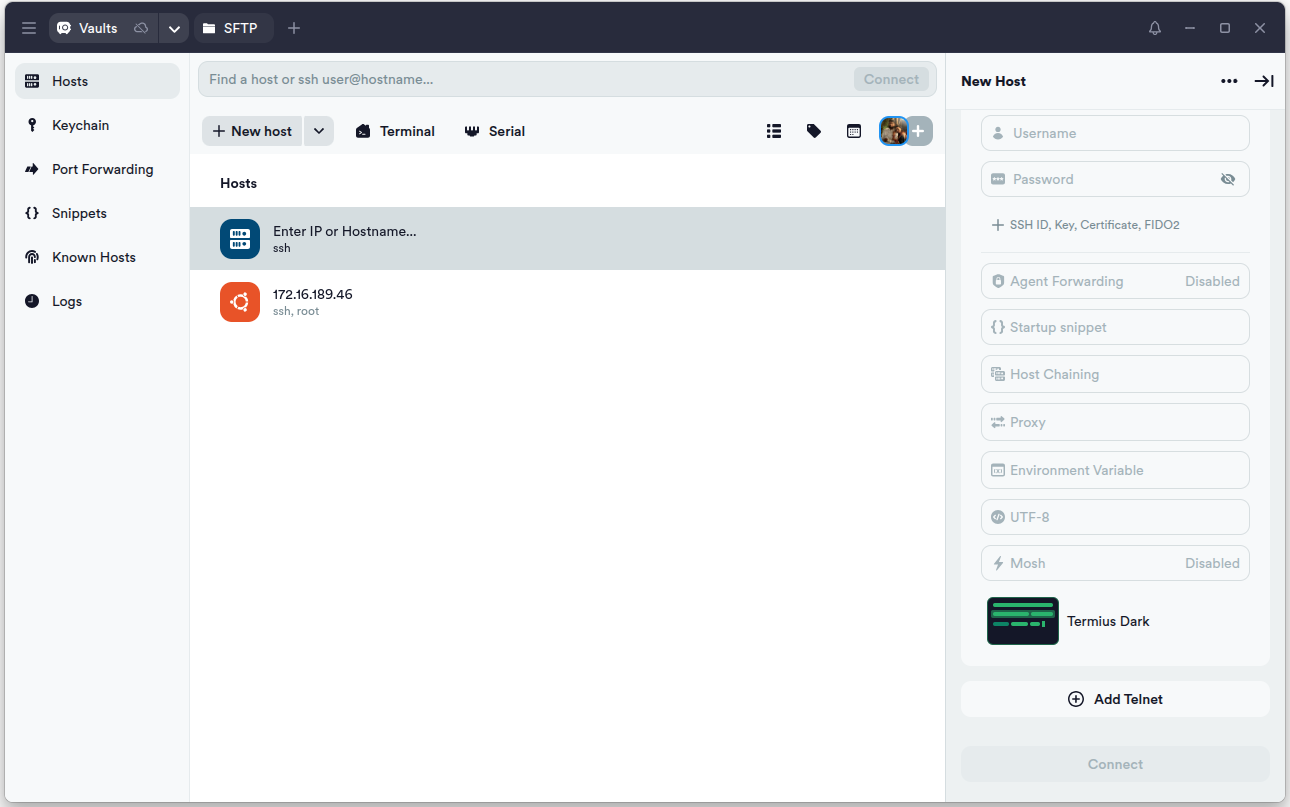 Vaults
SFTP
Hosts
Keychain
Port Forwarding
Snippets
Known Hosts
Logs
Find a host or ssh user@hostname...
Connect
New host
Terminal
Serial
Hosts
Enter IP or Hostname...
ssh
172.16.189.46
ssh, root
New Host
Username
Password
SSH ID, Key, Certificate, FIDO2
Agent Forwarding Disabled
Startup snippet
Host Chaining
Proxy
Environment Variable
UTF-8
Mosh Disabled
Termius Dark
Add Telnet
Connect